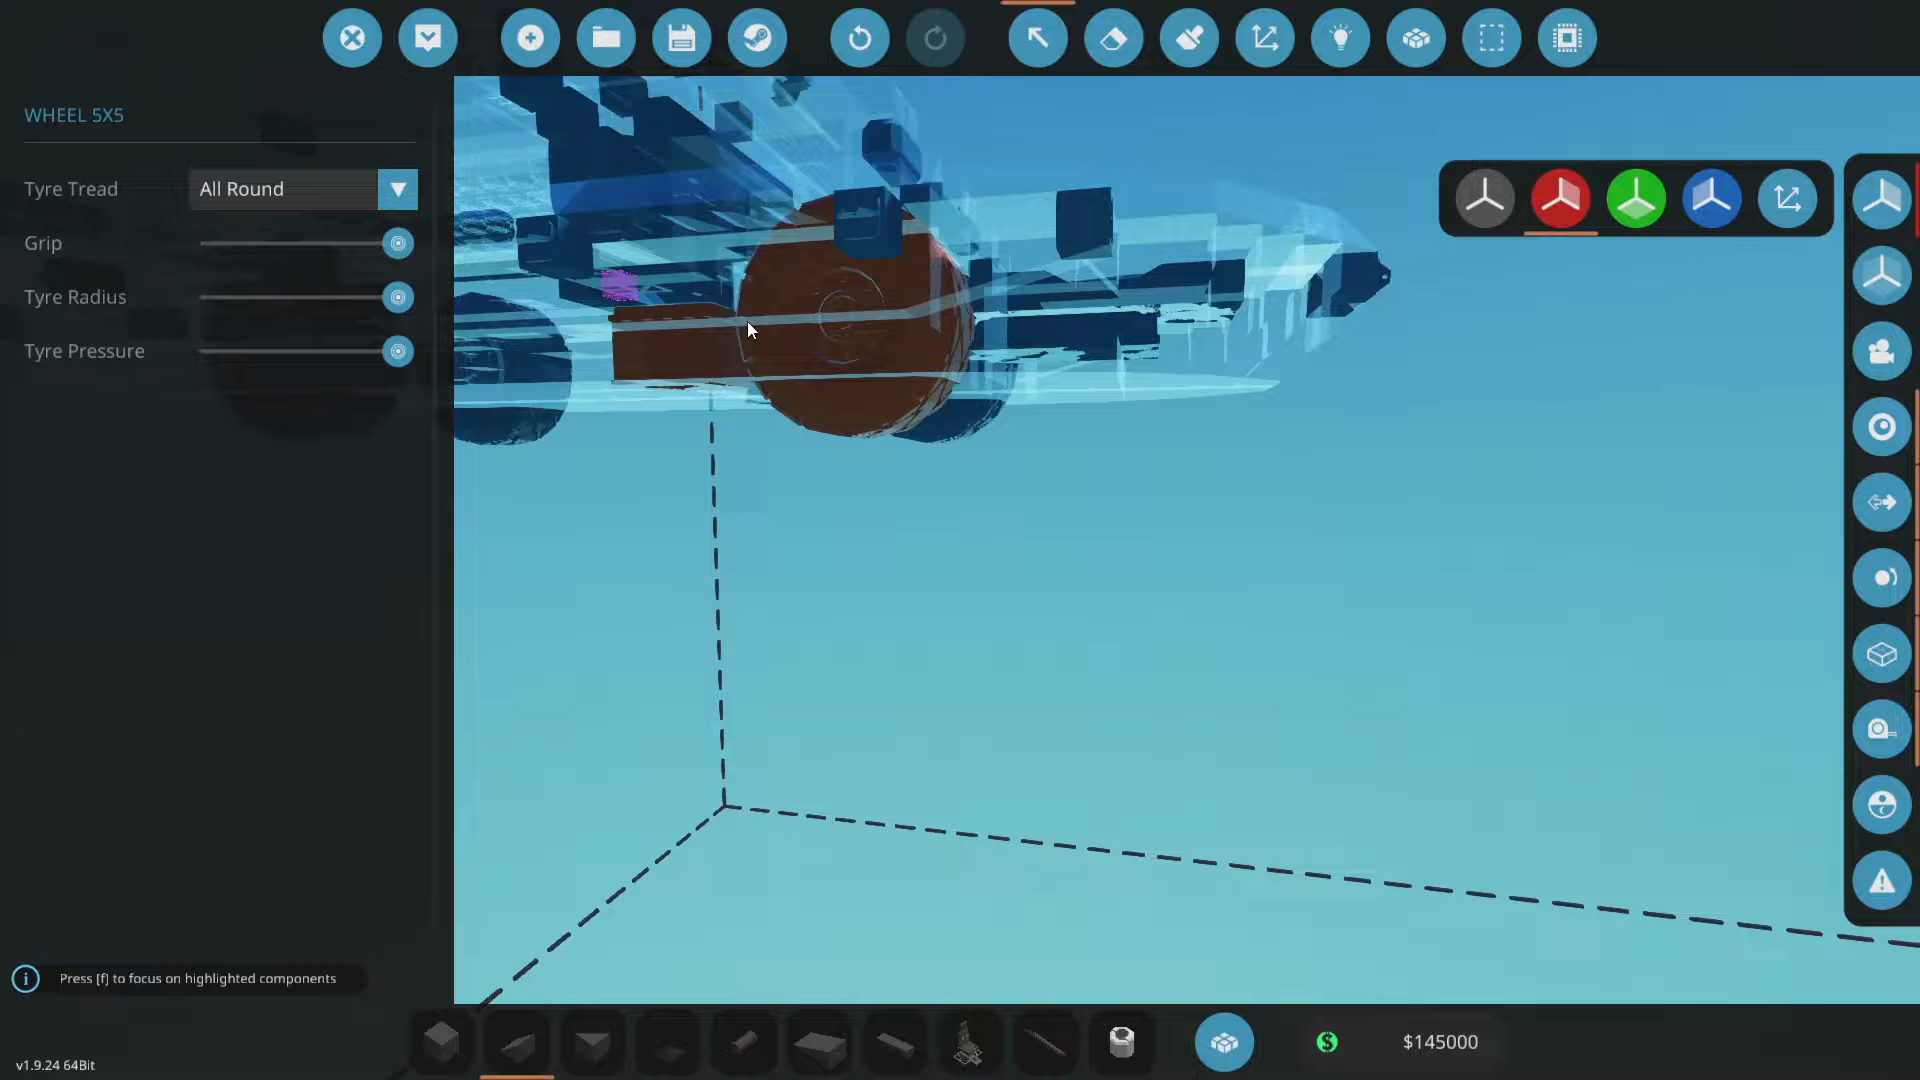 WHEEL 5X5
Tyre Tread
All Round
Grip
Tyre Radius
Tyre Pressure
Press [f] to focus on highlighted components
$145000
v1.9.24 64Bit